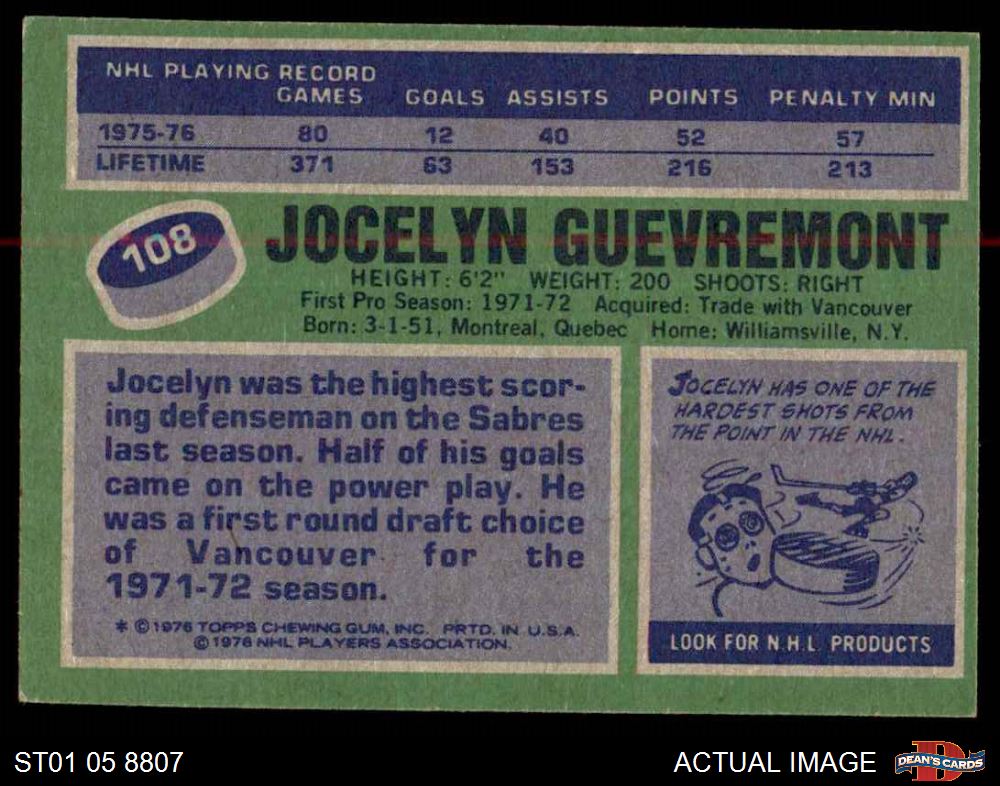 NHL PLAYING RECORD
GAMES GOALS ASSISTS POINTS PENALTY MIN
1975-76 80 12 40 52 57
LIFETIME 371 63 153 216 213
108
JOCELYN GUEVREMONT
HEIGHT: 6'2" WEIGHT: 200 SHOOTS: RIGHT
First Pro Season: 1971-72 Acquired: Trade with Vancouver
Born: 3-1-51, Montreal, Quebec Home: Williamsville, N.Y.
Jocelyn was the highest scor-
ing defenseman on the Sabres
last season. Half of his goals
came on the power play. He
was a first round draft choice
of Vancouver for the
1971-72 season.
* © 1976 TOPPS CHEWING GUM, INC. PRTD. IN U.S.A.
© 1976 NHL PLAYERS ASSOCIATION.
JOCELYN HAS ONE OF THE
HARDEST SHOTS FROM
THE POINT IN THE NHL.
LOOK FOR N.H.L. PRODUCTS
ST01 05 8807
ACTUAL IMAGE
D
DEAN'S CARDS